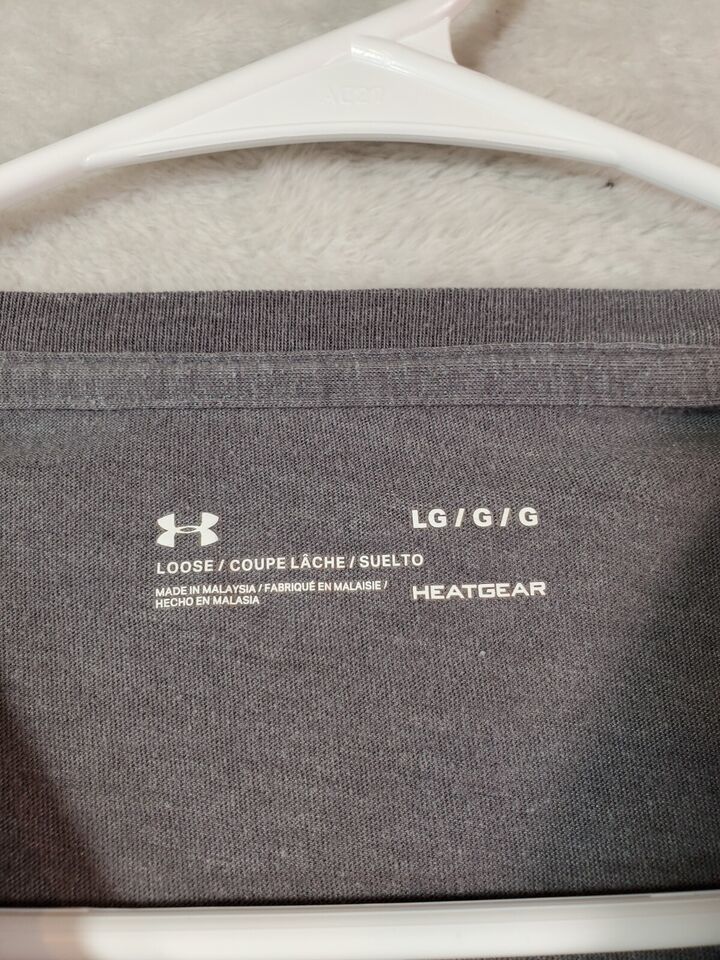 LG / G / G
LOOSE / COUPE LÂCHE / SUELTO
MADE IN MALAYSIA / FABRIQUÉ EN MALAISIE /
HECHO EN MALASIA
HEATGEAR